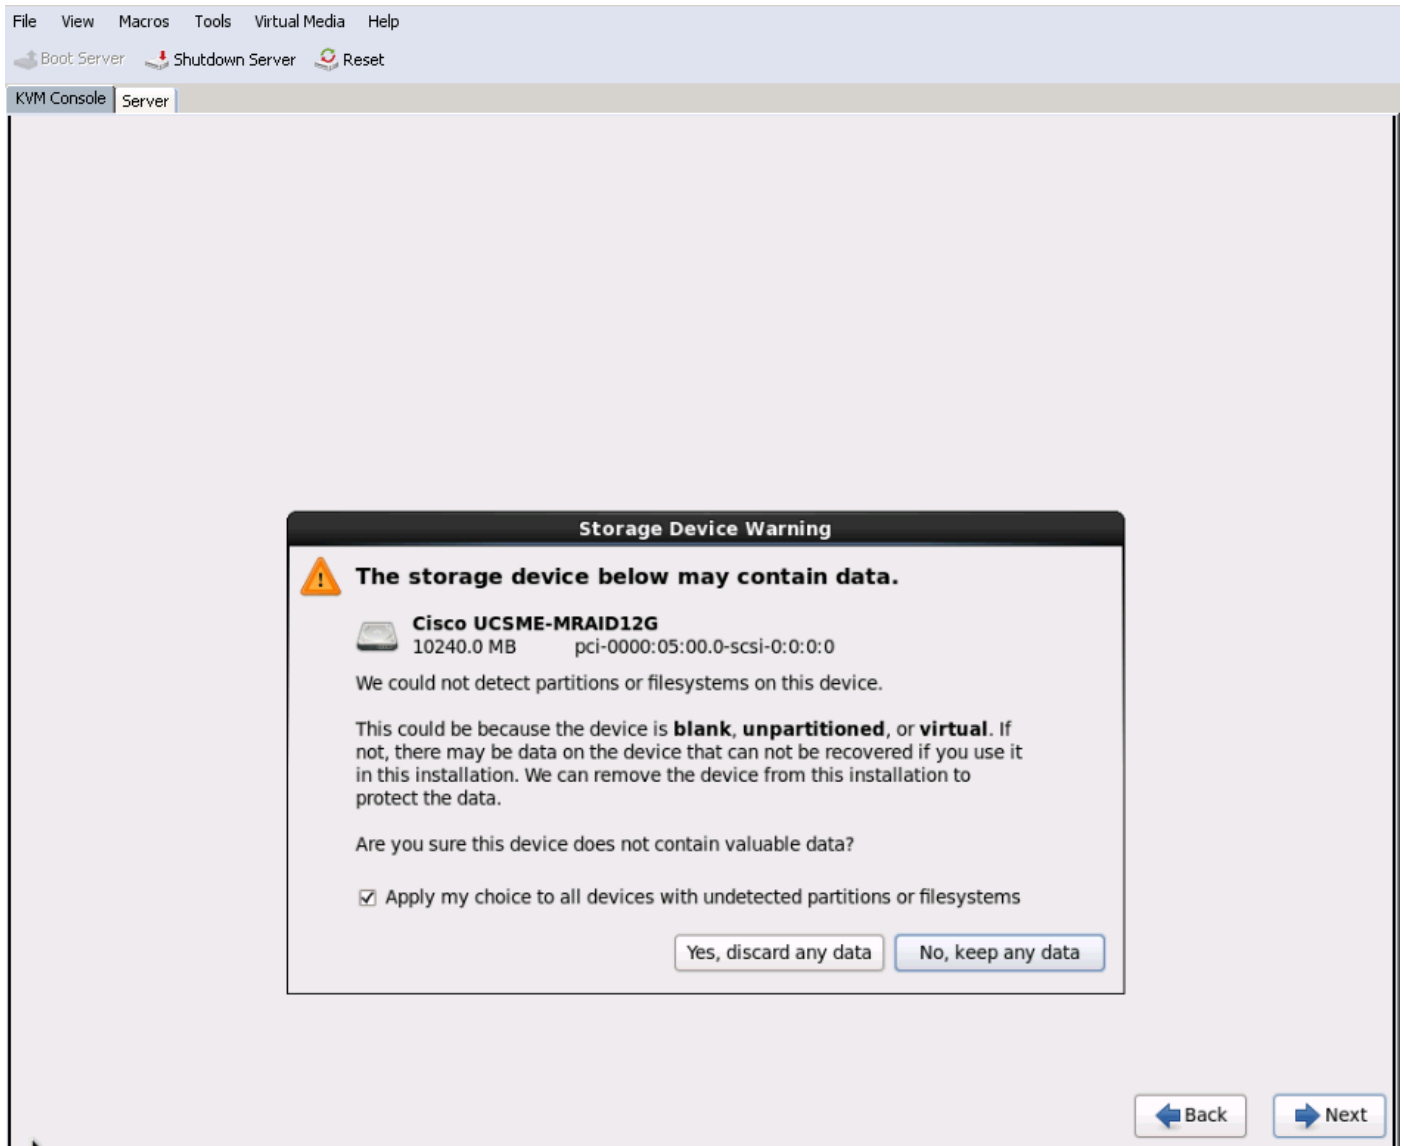 File View Macros Tools Virtual Media Help
Boot Server Shutdown Server Reset
KVM Console Server
Storage Device Warning
The storage device below may contain data.
Cisco UCSME-MRAID12G
10240.0 MB pci-0000:05:00.0-scsi-0:0:0:0
We could not detect partitions or filesystems on this device.
This could be because the device is blank, unpartitioned, or virtual. If
not, there may be data on the device that can not be recovered if you use it
in this installation. We can remove the device from this installation to
protect the data.
Are you sure this device does not contain valuable data?
Apply my choice to all devices with undetected partitions or filesystems
Yes, discard any data No, keep any data
Back Next